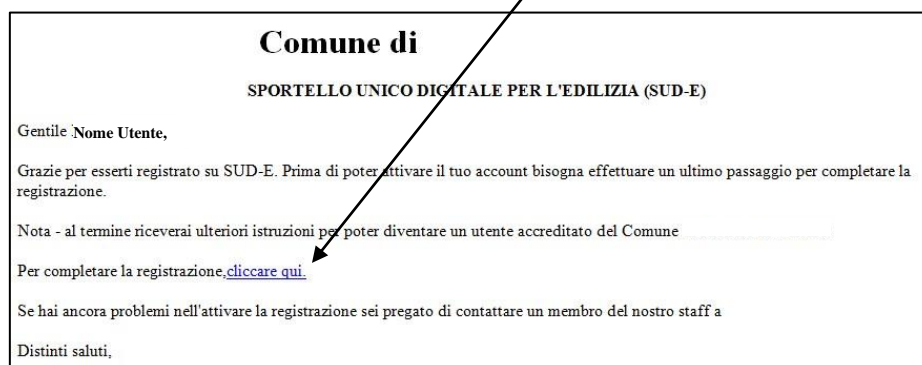 Comune di
SPORTELLO UNICO DIGITALE PER L'EDILIZIA (SUD-E)
Gentile Nome Utente,
Grazie per esserti registrato su SUD-E. Prima di poter attivare il tuo account bisogna effettuare un ultimo passaggio per completare la
registrazione.
Nota - al termine riceverai ulteriori istruzioni per poter diventare un utente accreditato del Comune
Per completare la registrazione,cliccare qui.
Se hai ancora problemi nell'attivare la registrazione sei pregato di contattare un membro del nostro staff a
Distinti saluti,